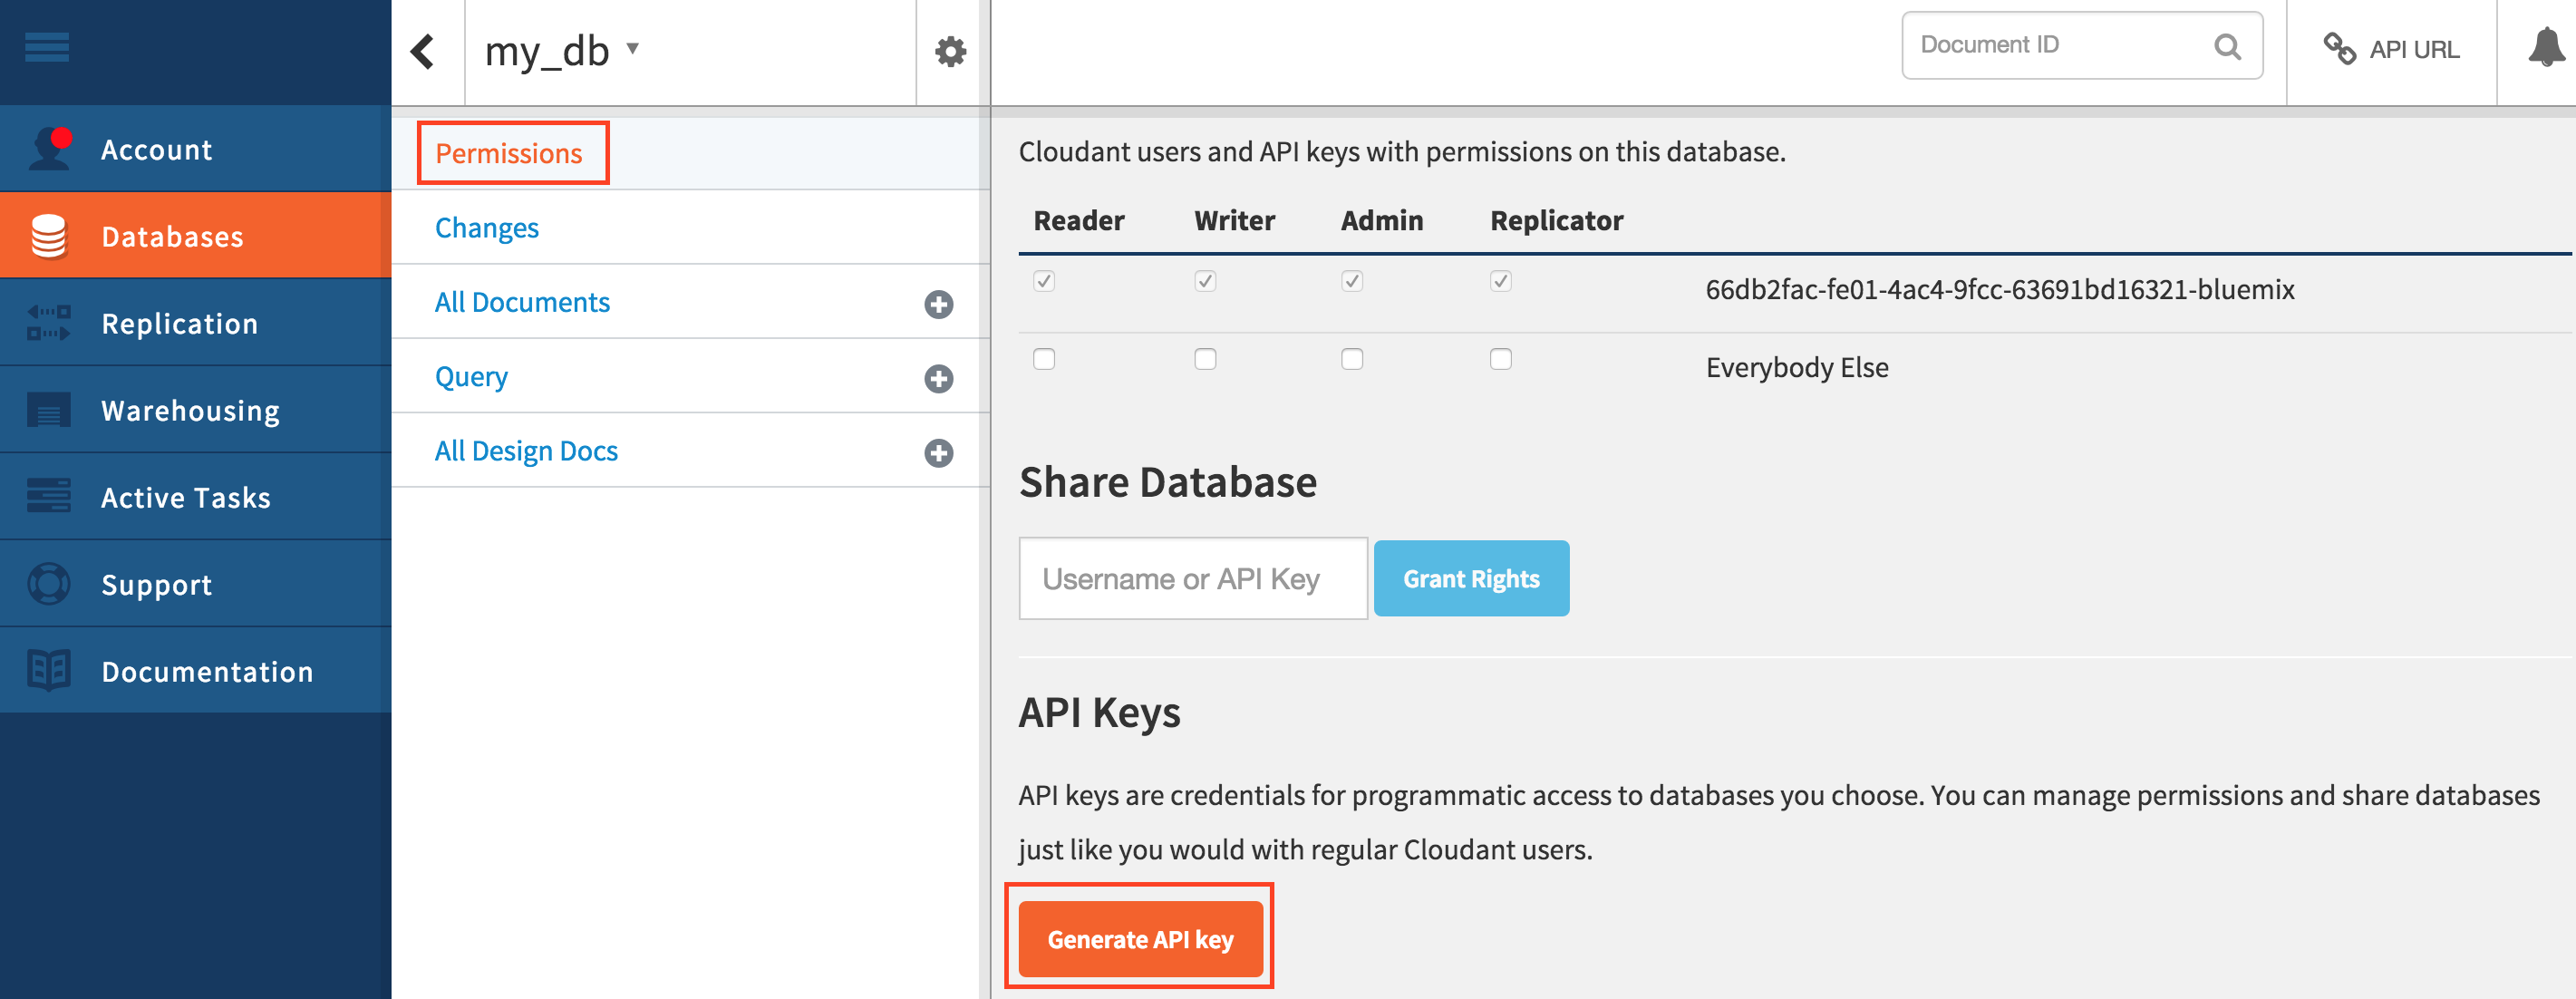 Account
Databases
Replication
Warehousing
Active Tasks
Support
Documentation
my_db
Permissions
Changes
All Documents
Query
All Design Docs
Document ID
API URL
Cloudant users and API keys with permissions on this database.
Reader Writer Admin Replicator
66db2fac-fe01-4ac4-9fcc-63691bd16321-bluemix
Everybody Else
Share Database
Username or API Key
Grant Rights
API Keys
API keys are credentials for programmatic access to databases you choose. You can manage permissions and share databases
just like you would with regular Cloudant users.
Generate API key